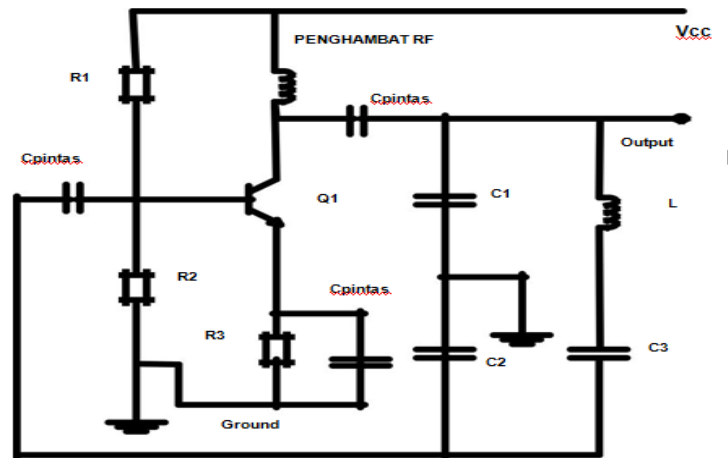 Vcc
PENGHAMBAT RF
R1
Cpintas
Output
Cpintas
Q1
C1
L
R2
Cpintas
R3
C2
C3
Ground